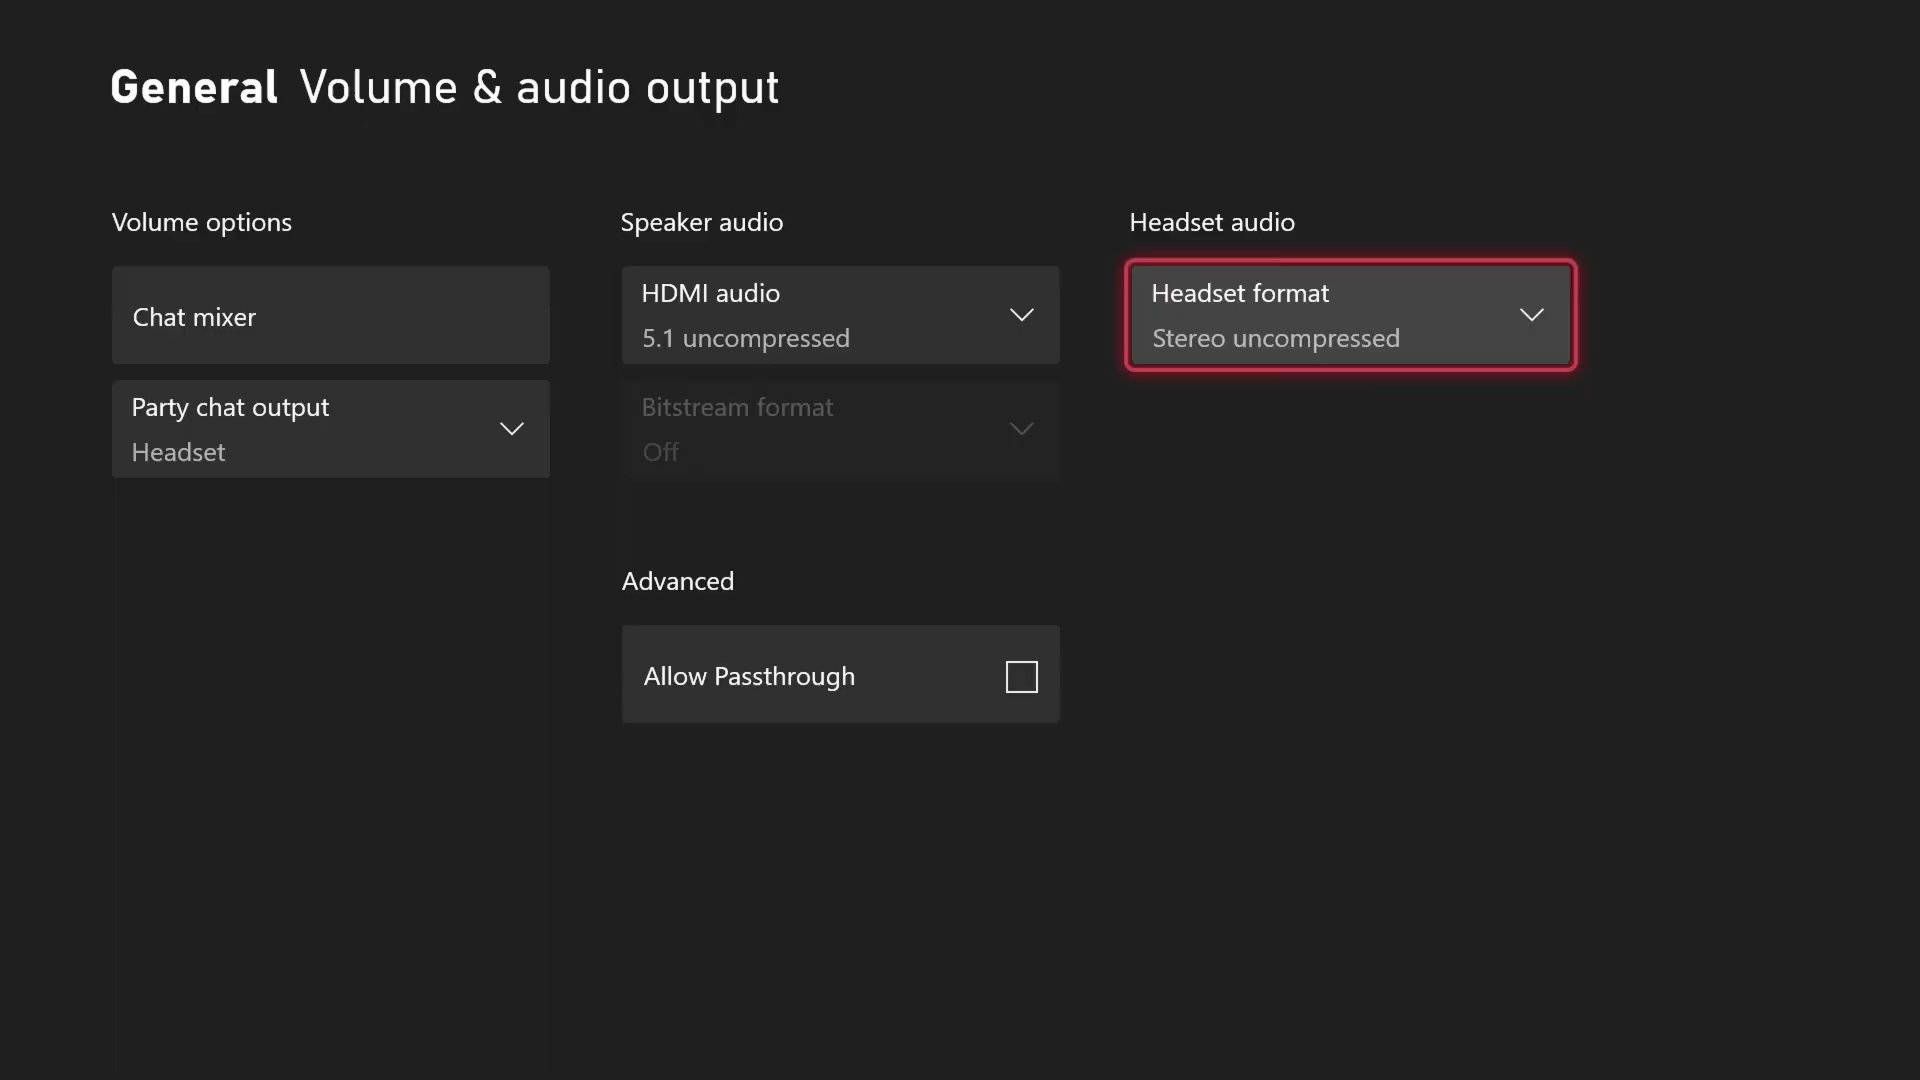 General Volume & audio output
Volume options
Chat mixer
Party chat output
Headset
Speaker audio
HDMI audio
5.1 uncompressed
Bitstream format
Off
Advanced
Allow Passthrough
Headset audio
Headset format
Stereo uncompressed